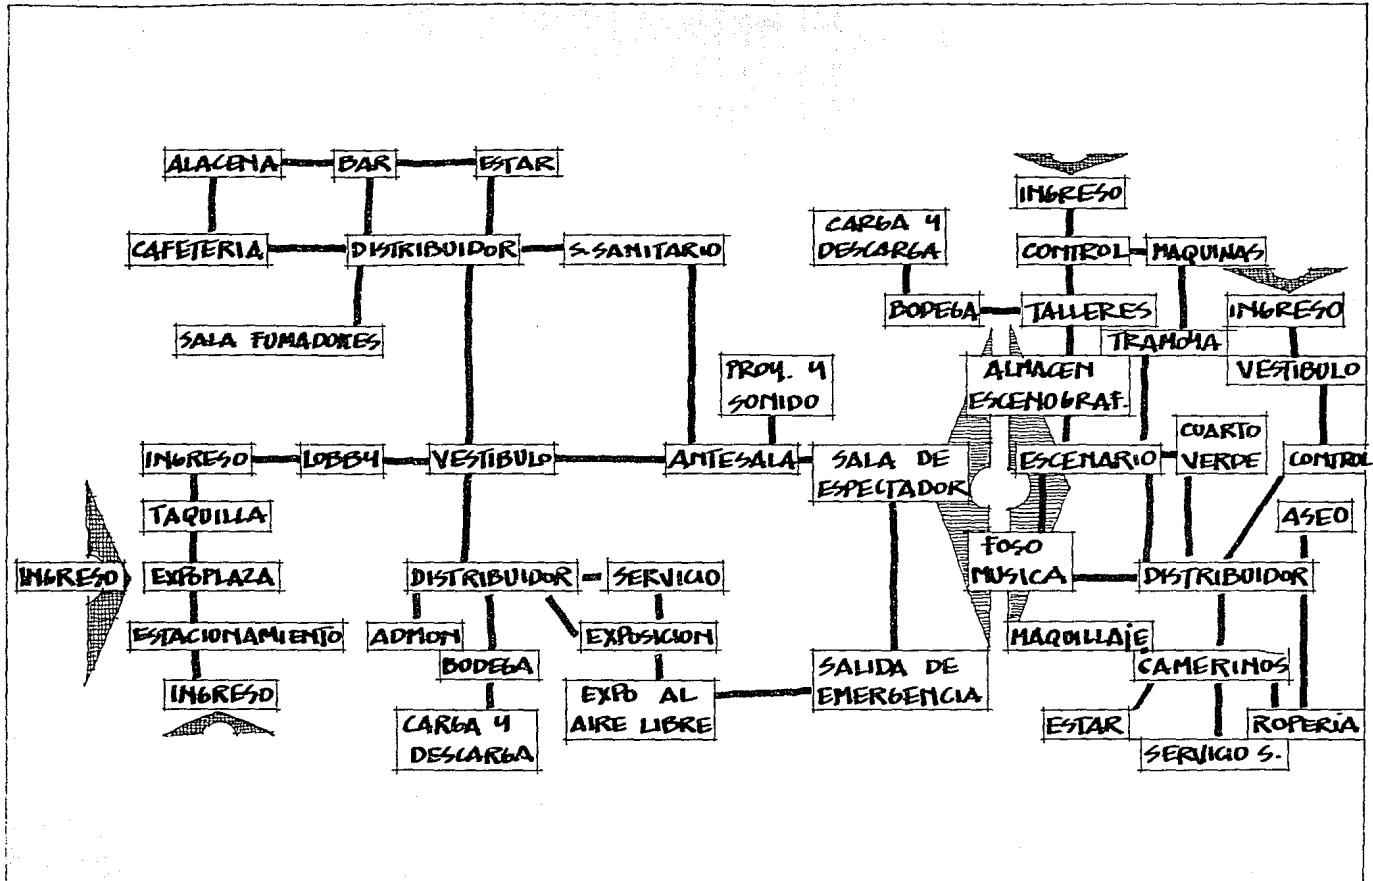 ALACENA BAR ESTAR
INGRESO
CARGA Y
DESCARGA
CAFETERIA DISTRIBUIDOR S.SANITARIO
CONTROL MAQUINAS
BODEGA TALLERES INGRESO
SALA FUMADORES
TRAMOYA
PROY. Y
SONIDO
ALMACEN
ESCENOGRAF.
VESTIBULO
CUARTO
VERDE
INGRESO LOBBY VESTIBULO ANTESALA
SALA DE
ESPECTADOR
ESCENARIO CONTROL
TAQUILLA
ASEO
FOSO
MUSICA
INGRESO EXPOPLAZA DISTRIBUIDOR SERVICIO DISTRIBUIDOR
ESTACIONAMIENTO ADMON EXPOSICION MAQUILLAJE
BODEGA
SALIDA DE
EMERGENCIA
CAMERINOS
INGRESO
EXPO AL
AIRE LIBRE
CARGA Y
DESCARGA
ESTAR ROPERIA
SERVICIO S.